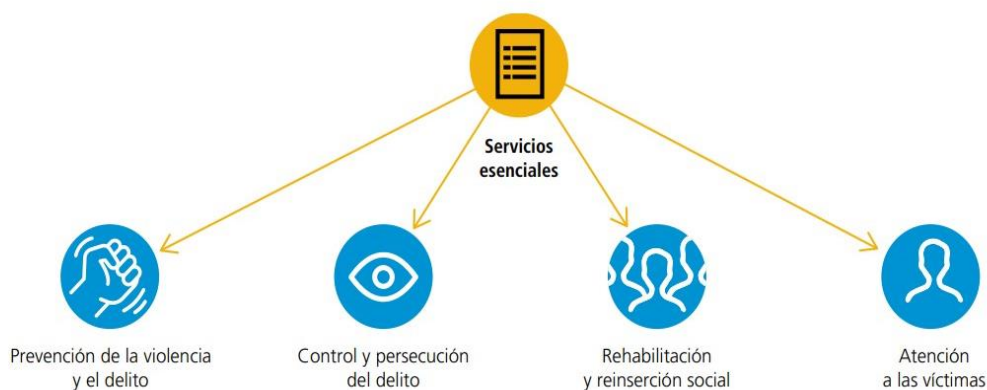 Servicios
esenciales
Prevención de la violencia
y el delito
Control y persecución
del delito
Rehabilitación
y reinserción social
Atención
a las víctimas